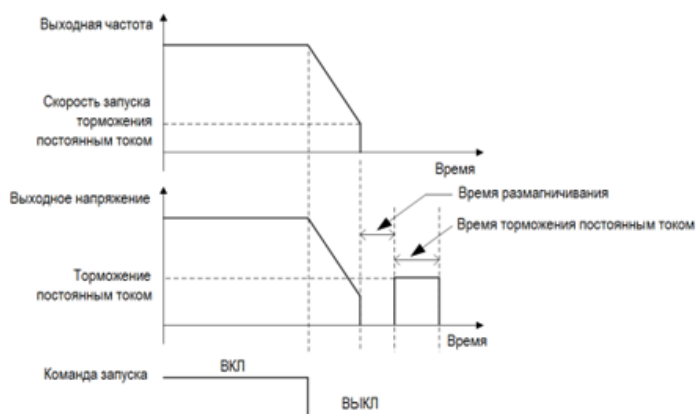 Выходная частота
Скорость запуска
торможения
постоянным током
Время
Выходное напряжение
Время размагничивания
Время торможения постоянным током
Торможение
постоянным током
Время
Команда запуска
ВКЛ
ВЫКЛ